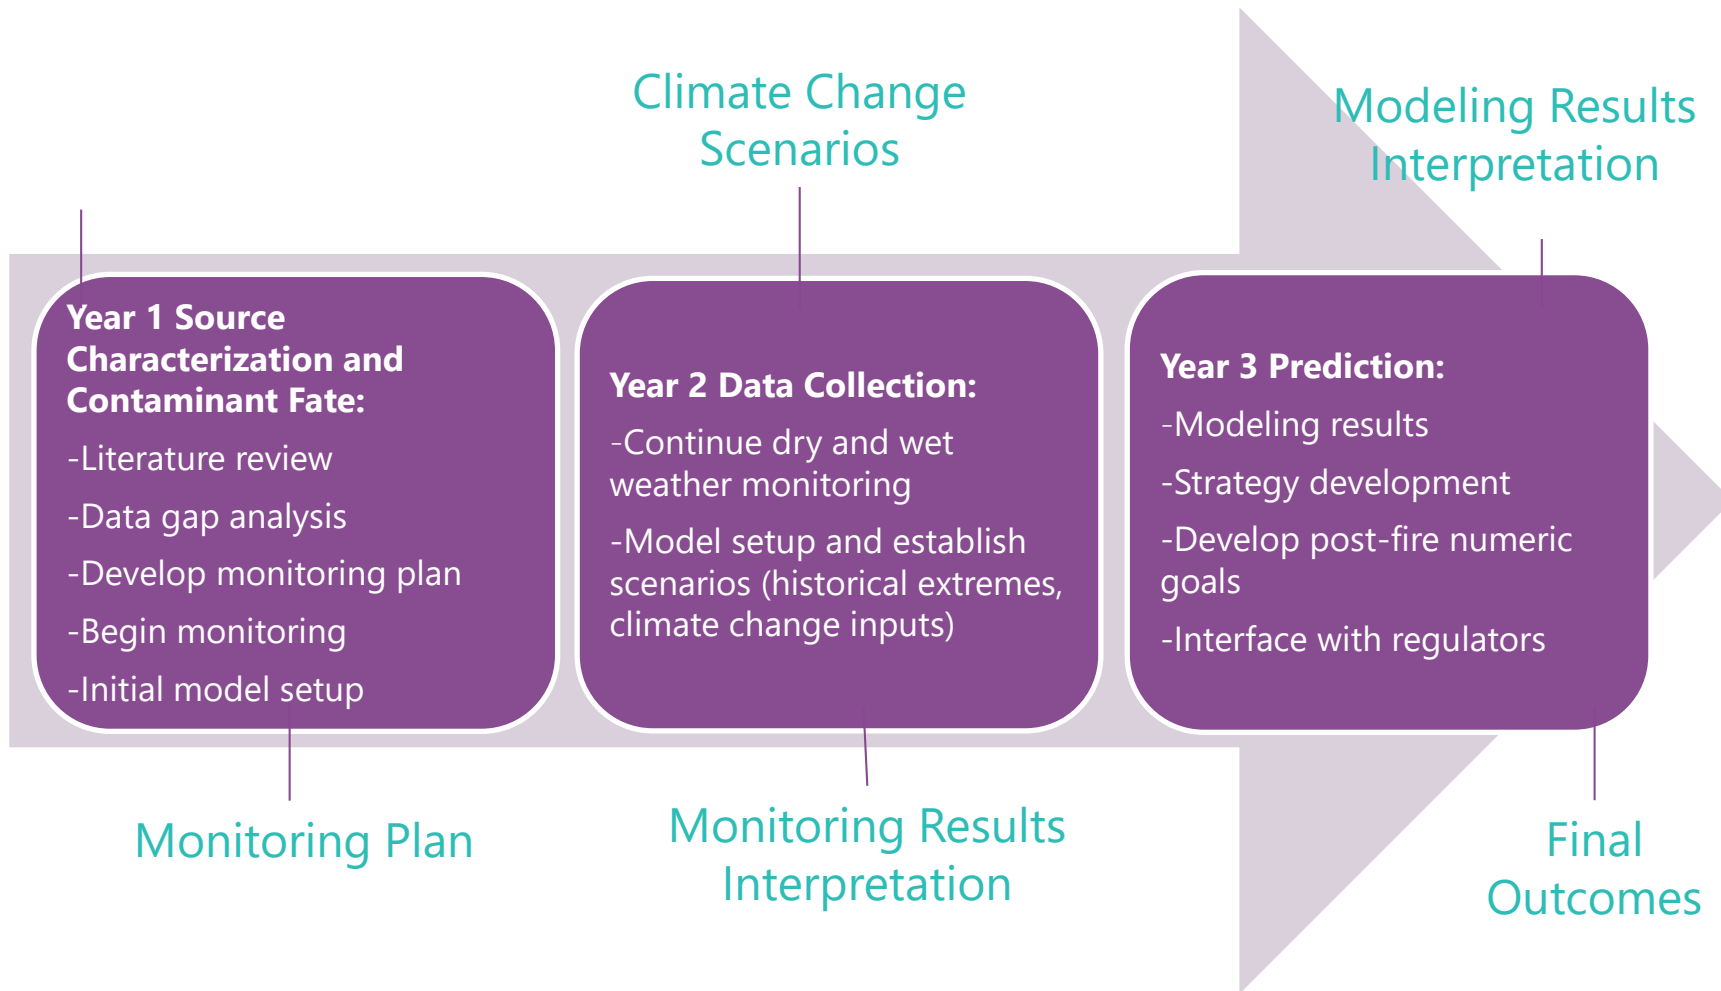 Climate Change
Scenarios
Modeling Results
Interpretation
Year 1 Source
Characterization and
Contaminant Fate:
-Literature review
-Data gap analysis
-Develop monitoring plan
-Begin monitoring
-Initial model setup
Year 2 Data Collection:
-Continue dry and wet
weather monitoring
-Model setup and establish
scenarios (historical extremes,
climate change inputs)
Year 3 Prediction:
-Modeling results
-Strategy development
-Develop post-fire numeric
goals
-Interface with regulators
Monitoring Plan
Monitoring Results
Interpretation
Final
Outcomes